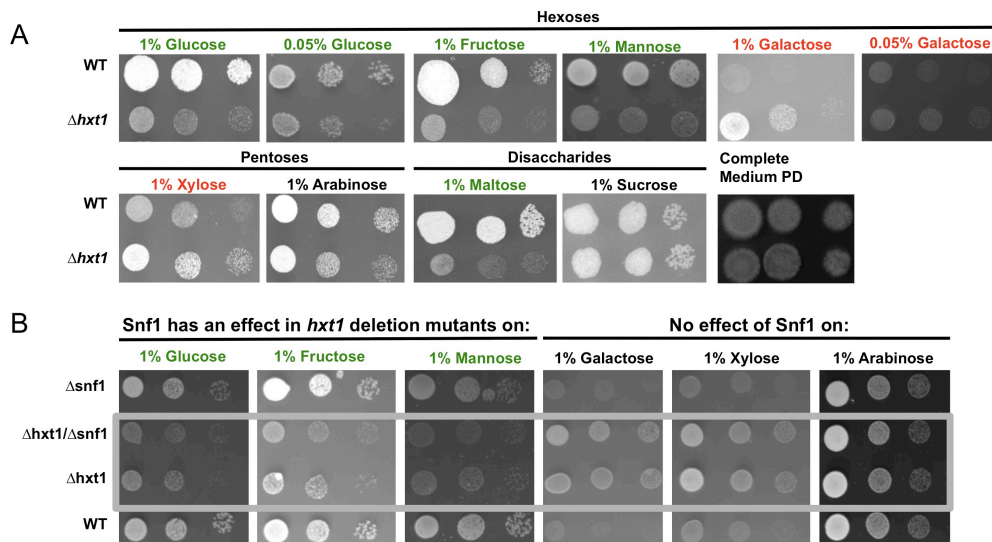 A
Hexoses
1% Glucose 0.05% Glucose 1% Fructose 1% Mannose 1% Galactose 0.05% Galactose
WT
Δhxt1
Pentoses Disaccharides Complete
Medium PD
1% Xylose 1% Arabinose 1% Maltose 1% Sucrose
WT
Δhxt1
B
Snf1 has an effect in hxt1 deletion mutants on: No effect of Snf1 on:
1% Glucose 1% Fructose 1% Mannose 1% Galactose 1% Xylose 1% Arabinose
Δsnf1
Δhxt1/Δsnf1
Δhxt1
WT